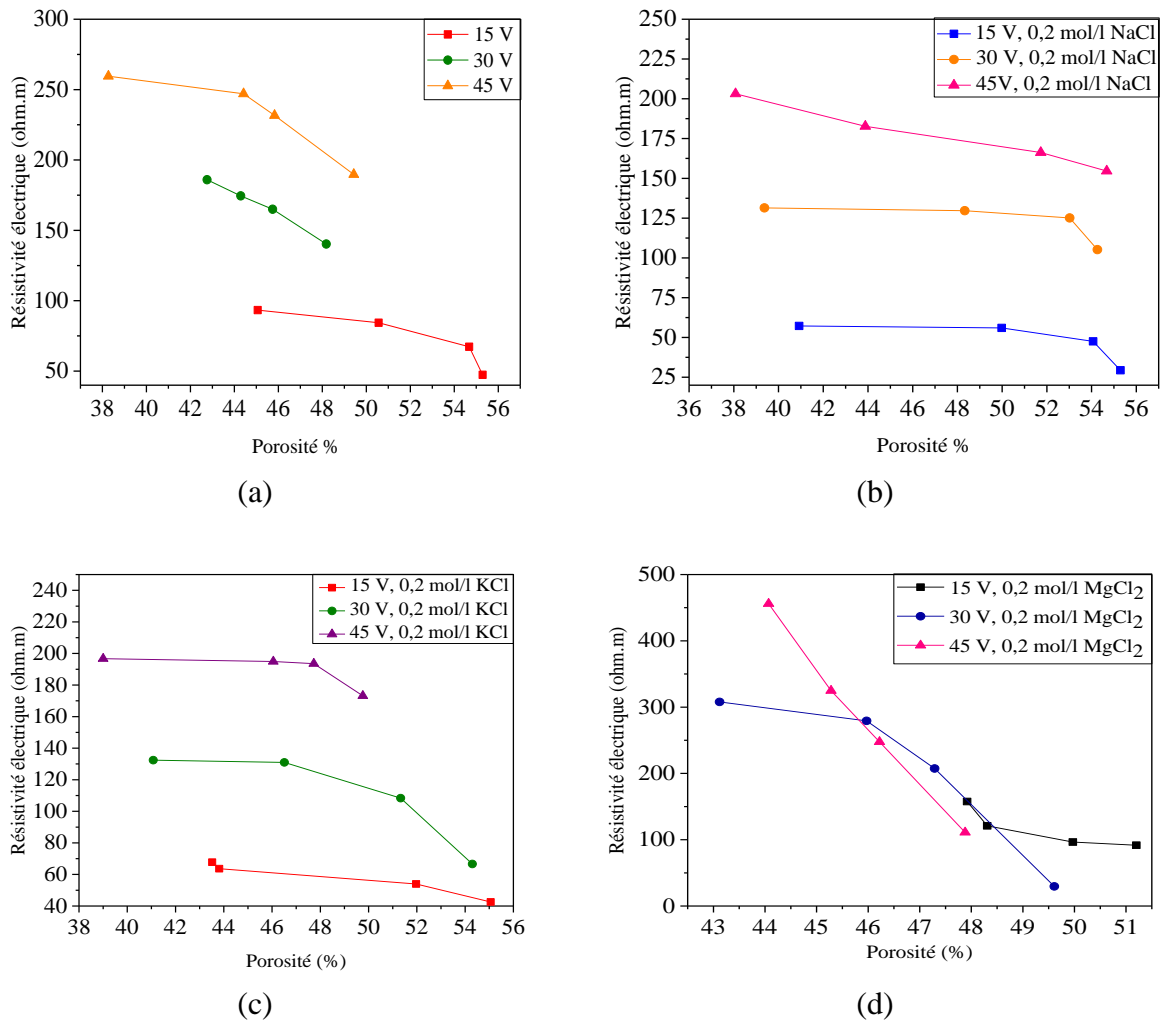 300
250
200
150
100
50
Résistivité électrique (ohm.m)
15 V
30 V
45 V
38 40 42 44 46 48 50 52 54 56
Porosité %
(a)
250
225
200
175
150
125
100
75
50
25
Résistivité électrique (ohm.m)
15 V, 0,2 mol/l NaCl
30 V, 0,2 mol/l NaCl
45V, 0,2 mol/l NaCl
36 38 40 42 44 46 48 50 52 54 56
Porosité %
(b)
240
220
200
180
160
140
120
100
80
60
40
Résistivité électrique (ohm.m)
15 V, 0,2 mol/l KCl
30 V, 0,2 mol/l KCl
45 V, 0,2 mol/l KCl
38 40 42 44 46 48 50 52 54 56
Porosité (%)
(c)
500
400
300
200
100
0
Résistivité électrique (ohm.m)
15 V, 0,2 mol/l MgCl2
30 V, 0,2 mol/l MgCl2
45 V, 0,2 mol/l MgCl2
43 44 45 46 47 48 49 50 51
Porosité (%)
(d)